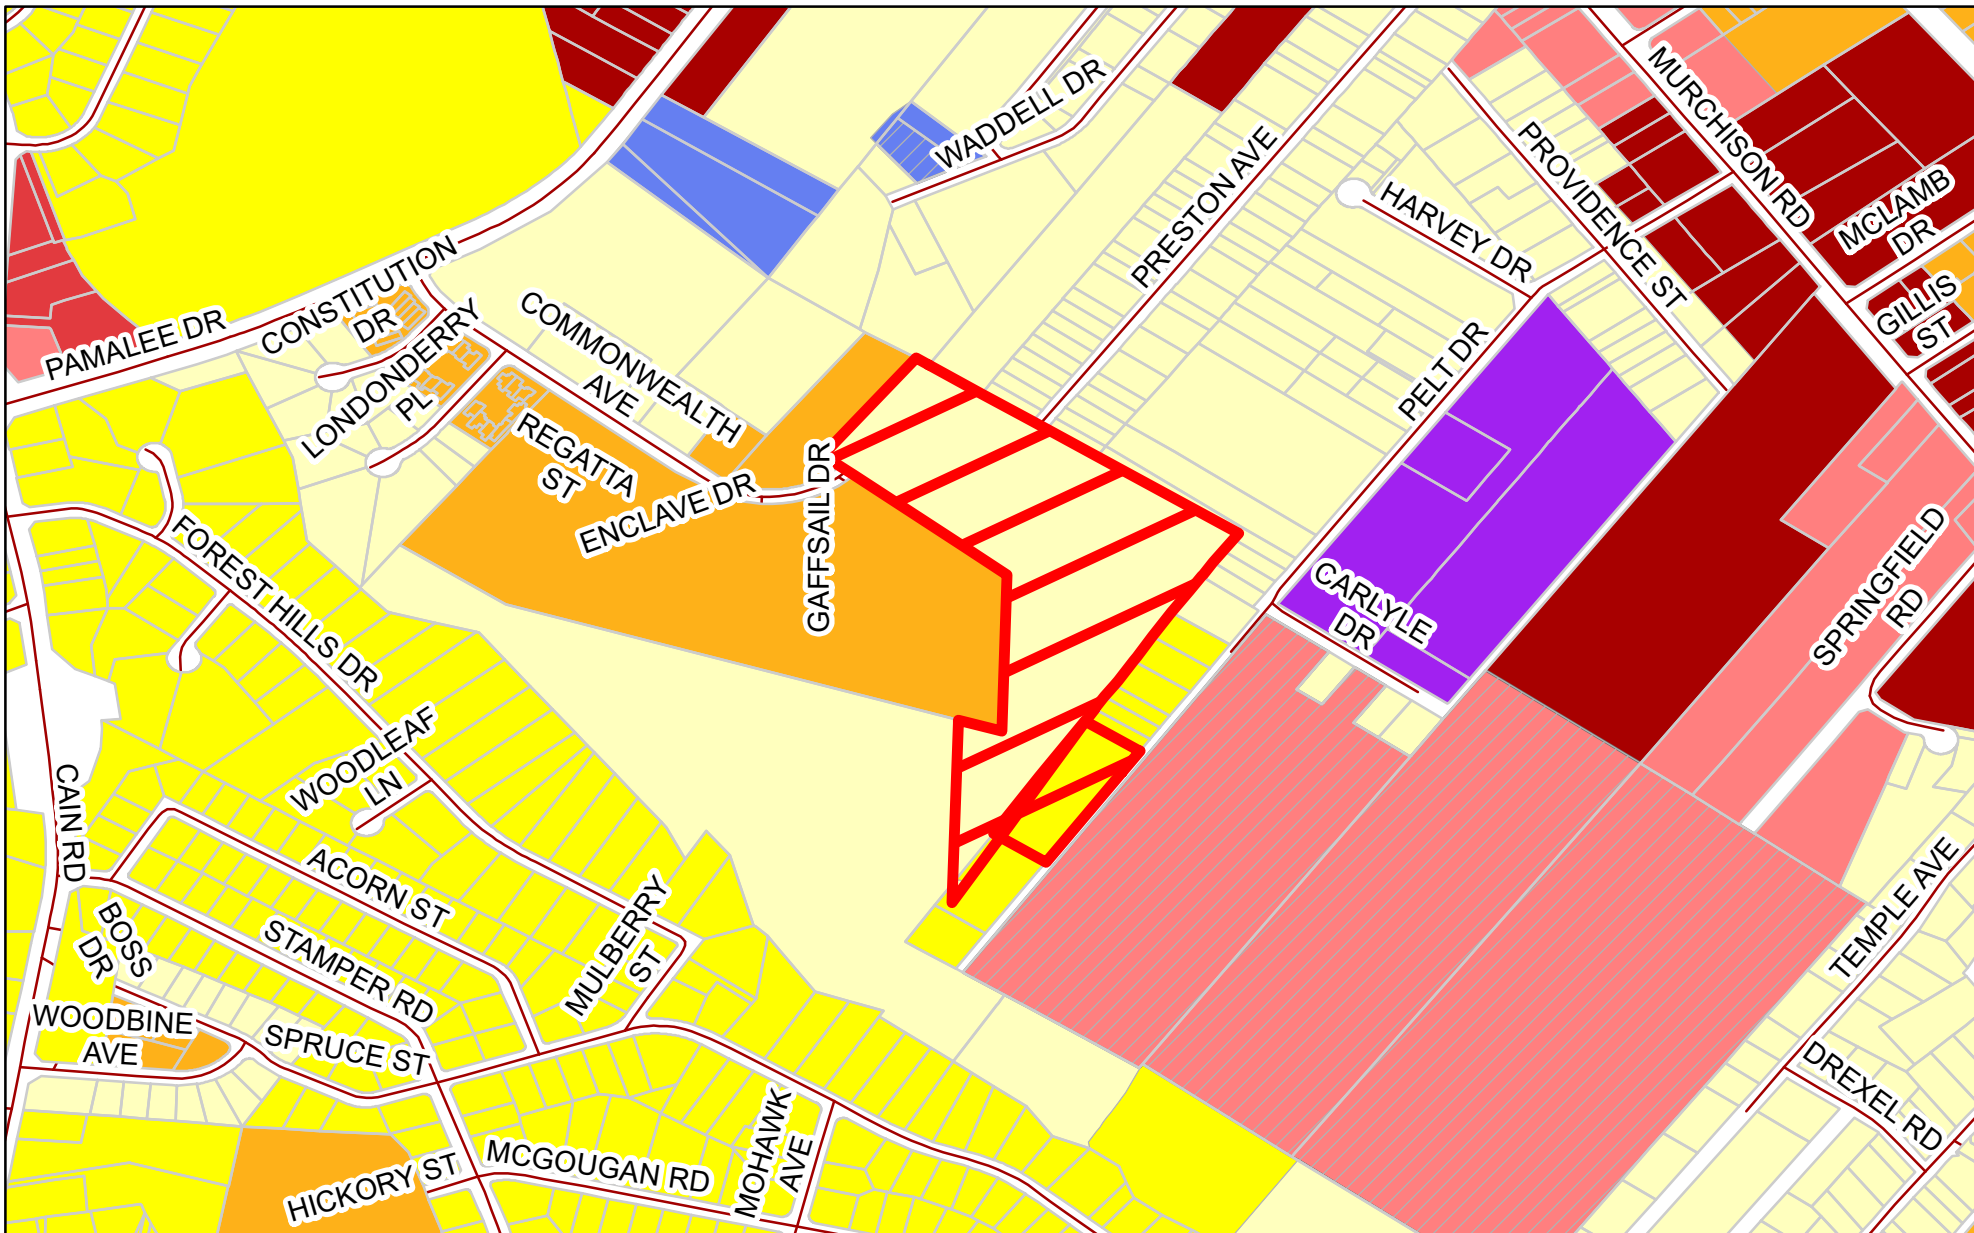 WADDELL DR
MURCHISON RD
PROVIDENCE ST
PRESTON AVE
HARVEY DR
MCLAMB
DR
GILLIS
ST
PAMALEE DR
CONSTITUTION
DR
LONDONDERRY
PL
COMMONWEALTH
AVE
PELT DR
REGATTA
ST
ENCLAVE DR
GAFFSAIL DR
FOREST HILLS DR
CARLYLE
DR
SPRINGFIELD
RD
WOODLEAF
LN
CAIN RD
ACORN ST
MULBERRY
ST
BOSS
DR
STAMPER RD
TEMPLE AVE
WOODBINE
AVE
SPRUCE ST
DREXEL RD
MOHAWK
AVE
MCGOUGAN RD
HICKORY ST